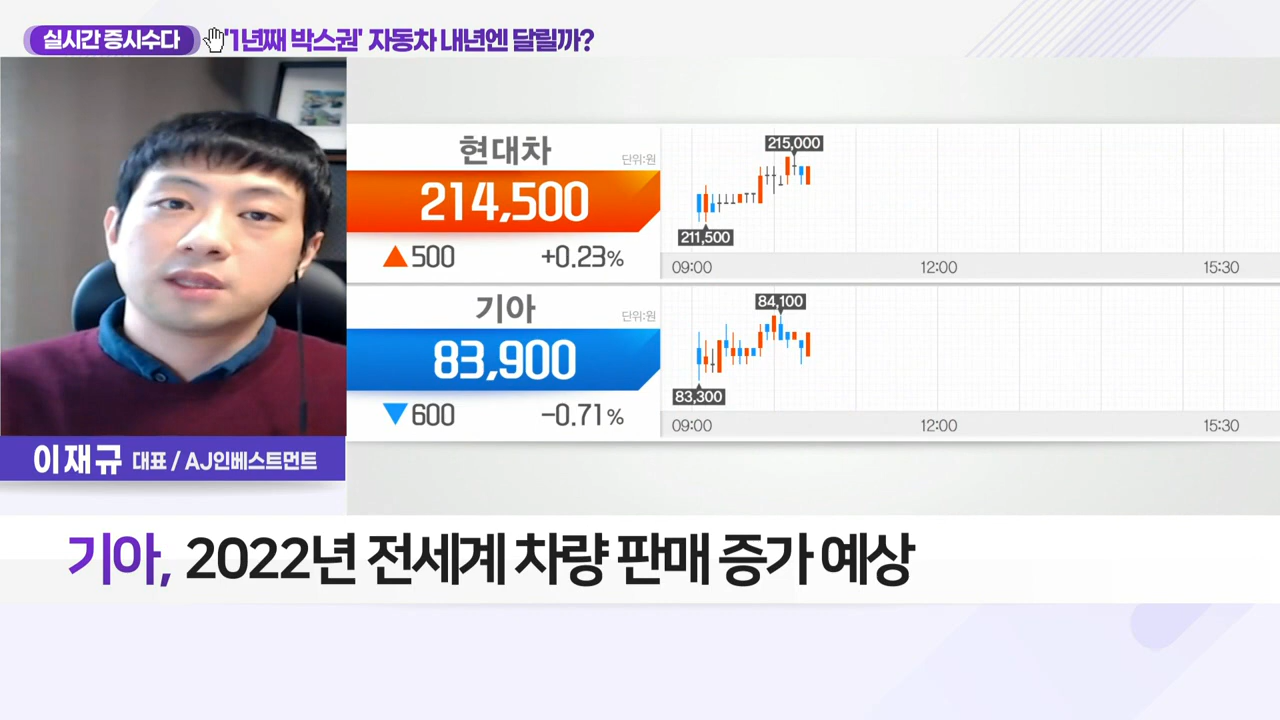 실시간 증시수다 '1년째 박스권' 자동차 내년엔 달릴까?
현대차
단위:원
214,500
▲500 +0.23%
215,000
211,500
09:00 12:00 15:30
기아
단위:원
83,900
▼600 -0.71%
84,100
83,300
09:00 12:00 15:30
이재규 대표 / AJ인베스트먼트
기아, 2022년 전세계 차량 판매 증가 예상